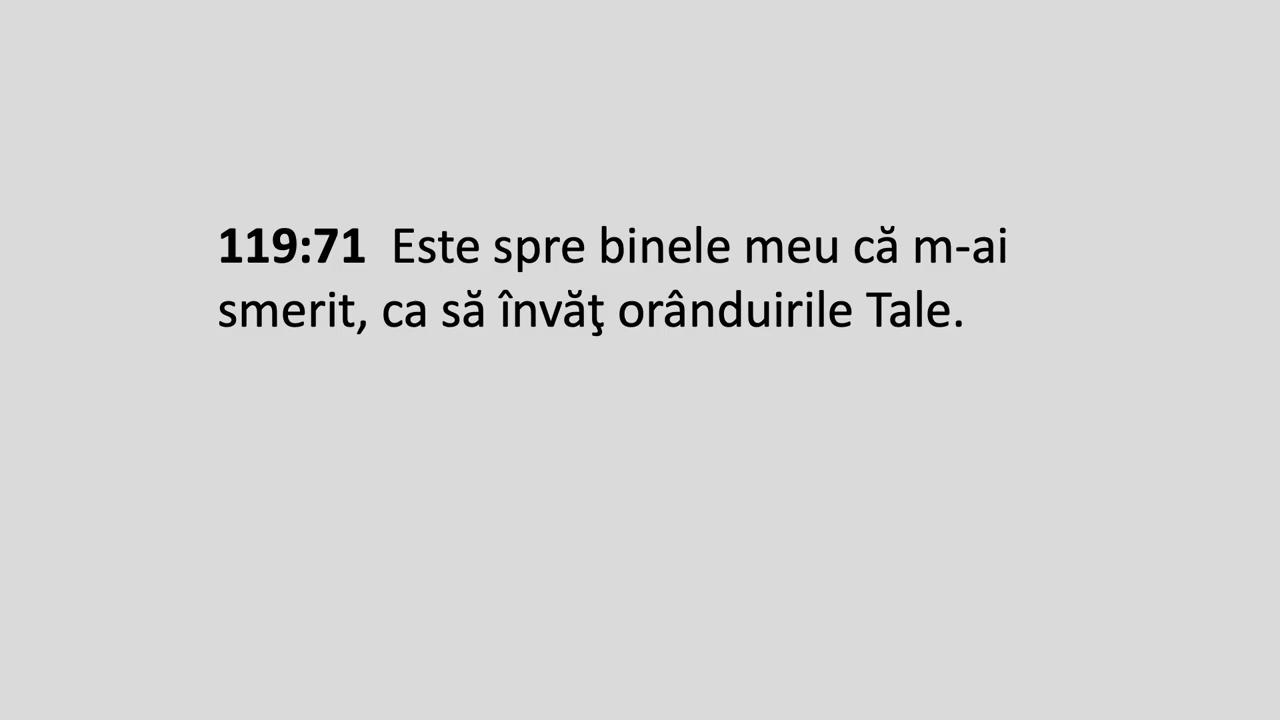 119:71 Este spre binele meu că m-ai
smerit, ca să învăţ orânduirile Tale.